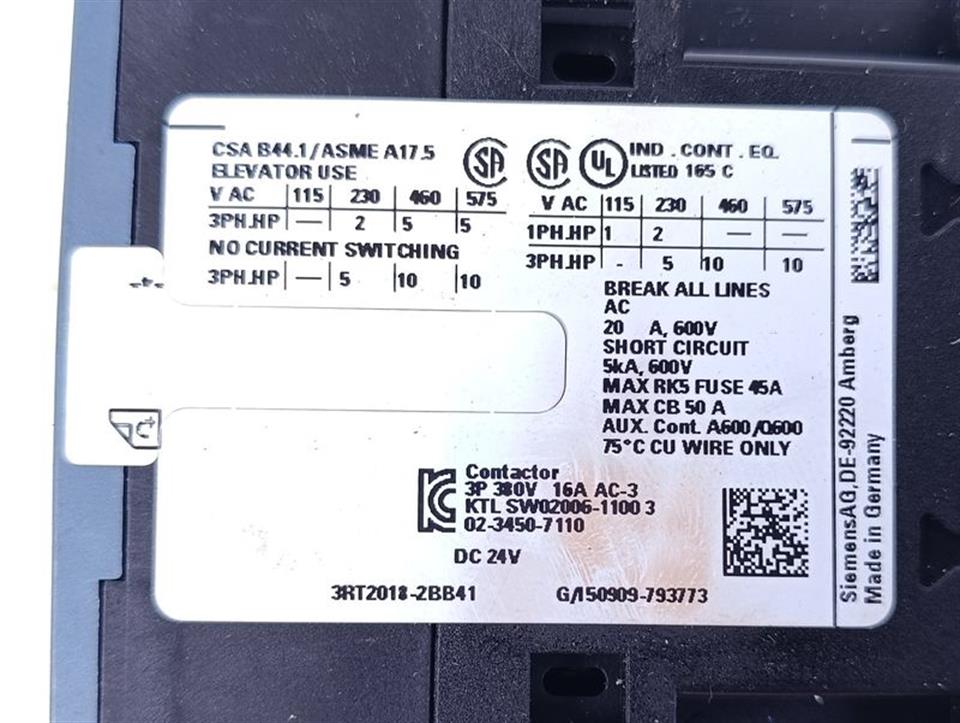 CSA B44.1/ASME A17.5
ELEVATOR USE
V AC | 115 | 230 | 460 | 575
3PH.HP | — | 2 | 5 | 5
NO CURRENT SWITCHING
3PH.HP | — | 5 | 10 | 10
SA SA UL IND . CONT . EQ.
LISTED 165 C
V AC | 115 | 230 | 460 | 575
1PH.HP | 1 | 2 | — | —
3PH.HP | - | 5 | 10 | 10
BREAK ALL LINES
AC
20 A, 600V
SHORT CIRCUIT
5kA, 600V
MAX RK5 FUSE 45A
MAX CB 50 A
AUX. Cont. A600/Q600
75°C CU WIRE ONLY
Contactor
3P 380V 16A AC-3
KTL SW02006-1100 3
02-3450-7110
DC 24V
3RT2018-2BB41 G/150909-793773
SiemensAG,DE-92220 Amberg
Made in Germany